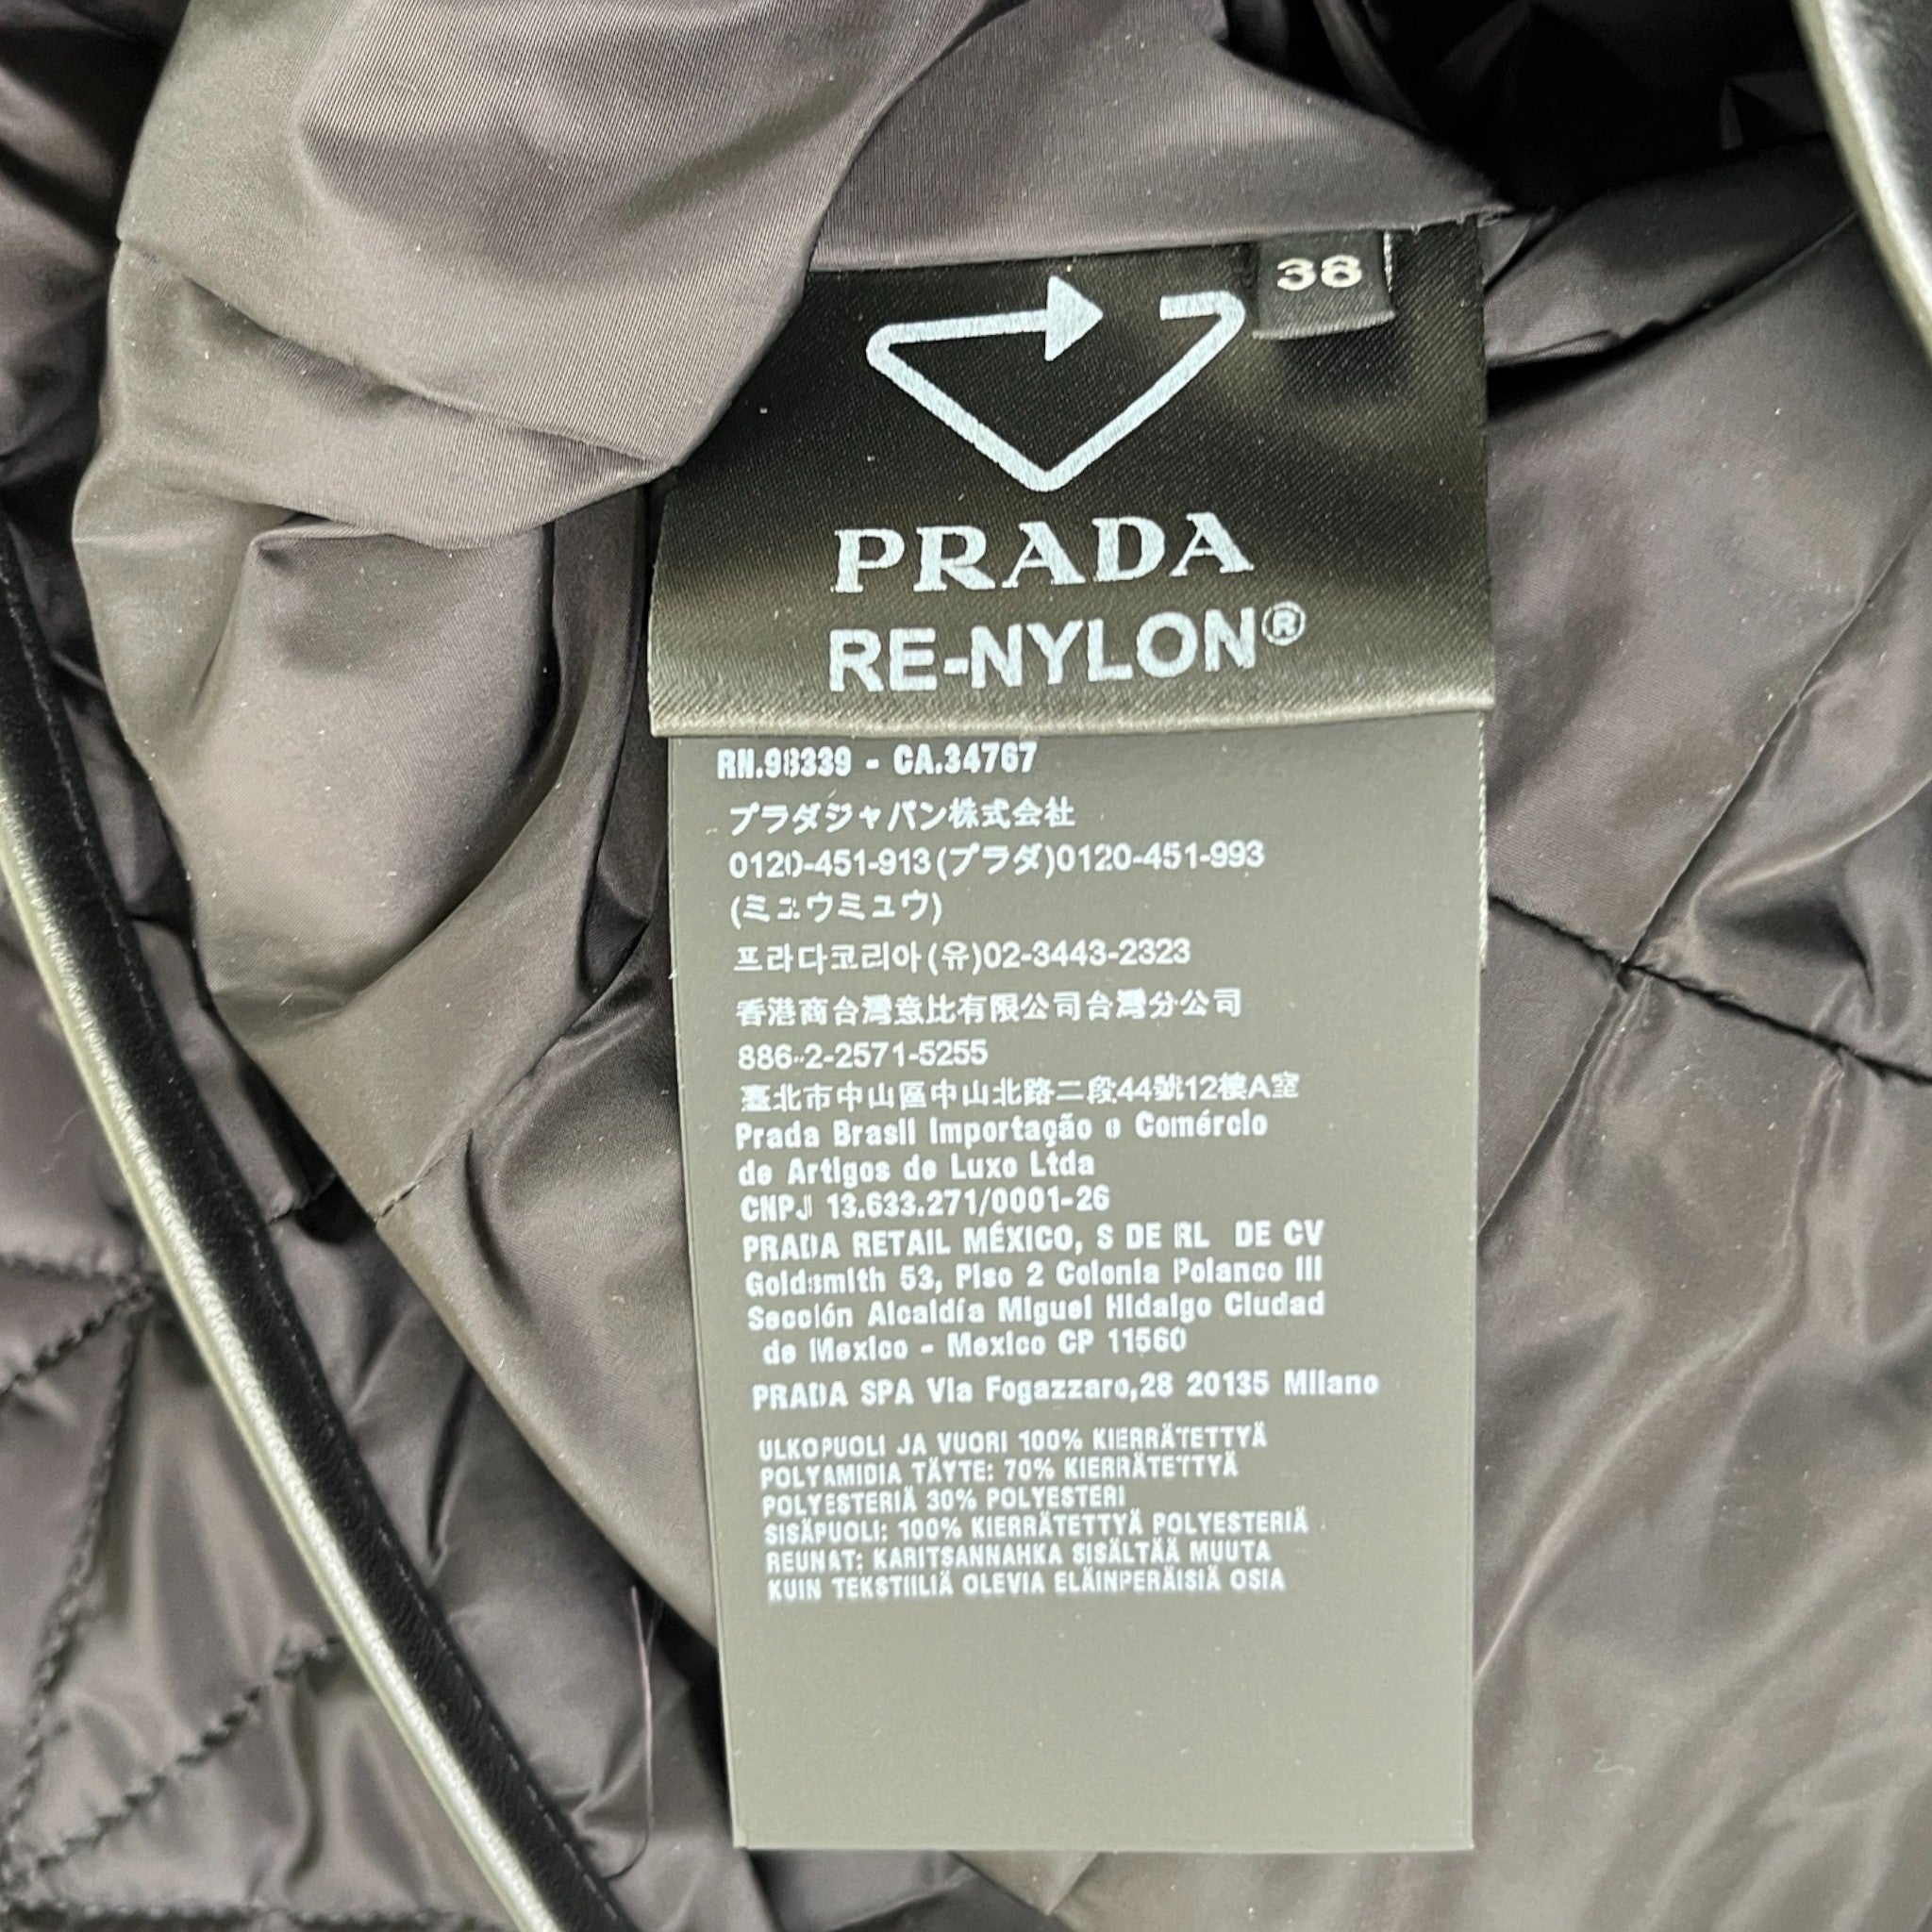 38
PRADA
RE-NYLON®
RN.98339 - CA.34767
プラダジャパン株式会社
0120-451-913(プラダ)0120-451-993
(ミュウミュウ)
프라다코리아(유)02-3443-2323
香港商台灣意比有限公司台灣分公司
886-2-2571-5255
臺北市中山區中山北路二段44號12樓A室
Prada Brasil Importação e Comércio
de Artigos de Luxo Ltda
CNPJ 13.633.271/0001-26
PRADA RETAIL MÉXICO, S DE RL DE CV
Goldsmith 53, Piso 2 Colonia Polanco III
Sección Alcaldía Miguel Hidalgo Ciudad
de Mexico - Mexico CP 11560
PRADA SPA Via Fogazzaro,28 20135 Milano
ULKOPUOLI JA VUORI 100% KIERRÄTETTYÄ
POLYAMIDIA TÄYTE: 70% KIERRÄTETTYÄ
POLYESTERIÄ 30% POLYESTERI
SISÄPUOLI: 100% KIERRÄTETTYÄ POLYESTERIÄ
REUNAT: KARITSANNAHKA SISÄLTÄÄ MUUTA
KUIN TEKSTIILIÄ OLEVIA ELÄINPERÄISIÄ OSIA